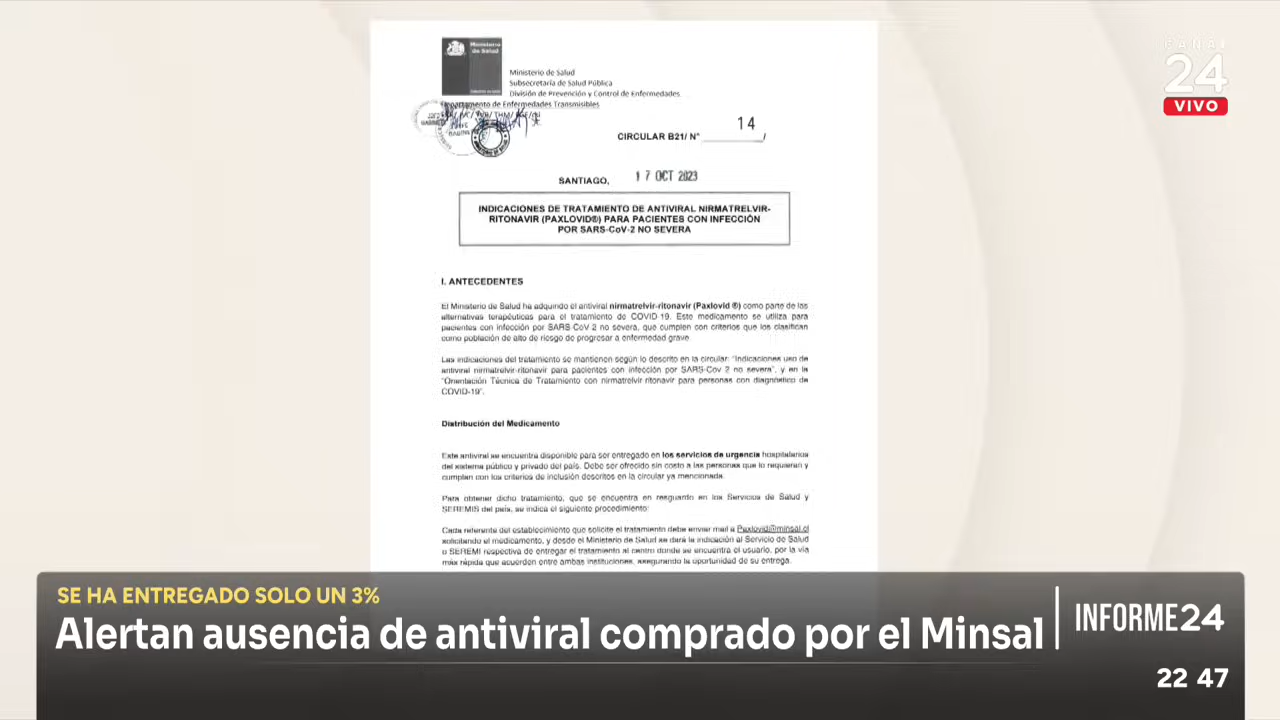 CANAL
24
VIVO
Ministerio
de Salud
Ministerio de Salud
Subsecretaría de Salud Pública
División de Prevención y Control de Enfermedades
Departamento de Enfermedades Transmisibles
CIRCULAR B21/ N° 14 /
SANTIAGO, 17 OCT 2023
INDICACIONES DE TRATAMIENTO DE ANTIVIRAL NIRMATRELVIR-
RITONAVIR (PAXLOVID®) PARA PACIENTES CON INFECCIÓN
POR SARS-CoV-2 NO SEVERA
I. ANTECEDENTES
El Ministerio de Salud ha adquirido el antiviral nirmatrelvir-ritonavir (Paxlovid ®) como parte de las
alternativas terapéuticas para el tratamiento de COVID-19. Este medicamento se utiliza para
pacientes con infección por SARS CoV 2 no severa, que cumplen con criterios que los clasifican
como población de alto de riesgo de progresar a enfermedad grave.
Las indicaciones del tratamiento se mantienen según lo descrito en la circular: "Indicaciones uso de
antiviral nirmatrelvir-ritonavir para pacientes con infección por SARS-Cov 2 no severa", y en la
"Orientación Técnica de Tratamiento con nirmatrelvir ritonavir para personas con diagnóstico de
COVID-19".
Distribución del Medicamento
Este antiviral se encuentra disponible para ser entregado en los servicios de urgencia hospitalarios
del sistema público y privado del país. Debe ser ofrecido sin costo a las personas que lo requieran y
cumplan con los criterios de inclusión descritos en la circular ya mencionada.
Para obtener dicho tratamiento, que se encuentra en resguardo en los Servicios de Salud y
SEREMIS del país, se indica el siguiente procedimiento:
Cada referente del establecimiento que solicite el tratamiento debe enviar mail a Paxlovid@minsal.cl
solicitando el medicamento, y desde el Ministerio de Salud se dará la indicación al Servicio de Salud
o SEREMI respectiva de entregar el tratamiento al centro donde se encuentra el usuario, por la vía
más rápida que acuerden entre ambas instituciones, asegurando la oportunidad de su entrega.
SE HA ENTREGADO SOLO UN 3%
Alertan ausencia de antiviral comprado por el Minsal
INFORME24
22 47